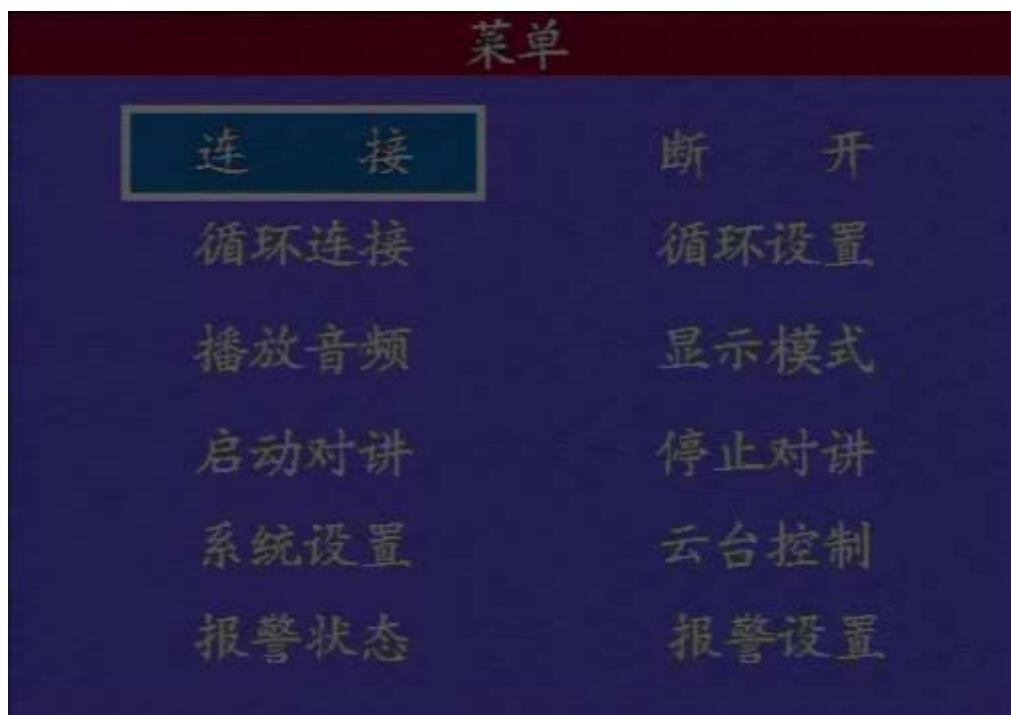 菜单
连 接 断 开
循环连接 循环设置
播放音频 显示模式
启动对讲 停止对讲
系统设置 云台控制
报警状态 报警设置